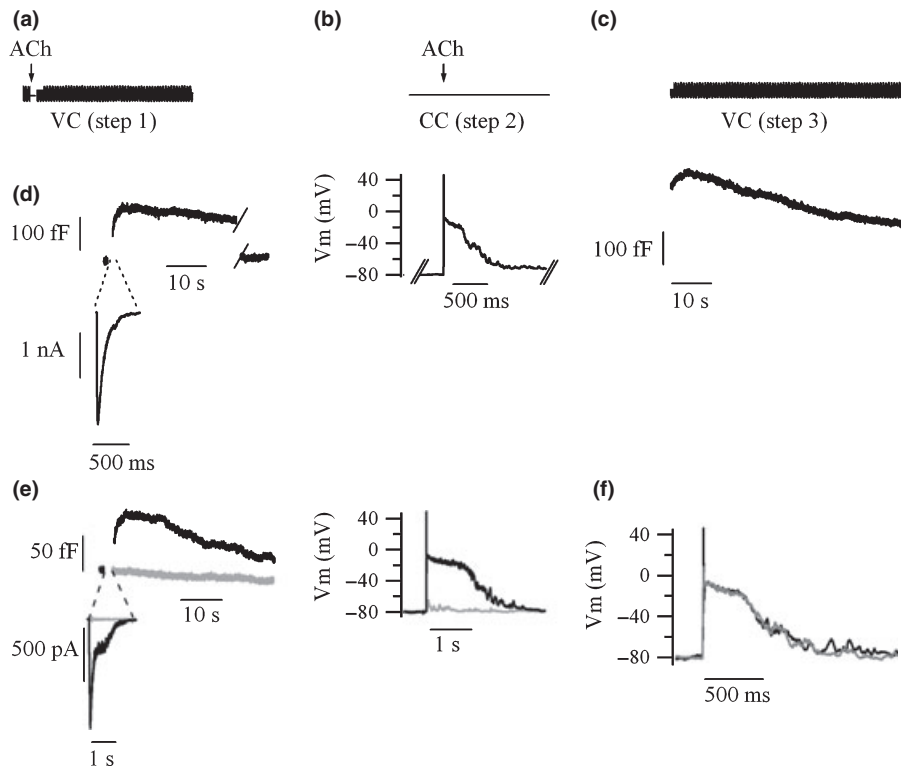 (a)
ACh
VC (step 1)
(b)
ACh
CC (step 2)
(c)
VC (step 3)
(d)
100 fF
10 s
1 nA
500 ms
Vm (mV)
40
0
−40
−80
500 ms
100 fF
10 s
(e)
50 fF
10 s
500 pA
1 s
Vm (mV)
40
0
−40
−80
1 s
(f)
Vm (mV)
40
0
−40
−80
500 ms